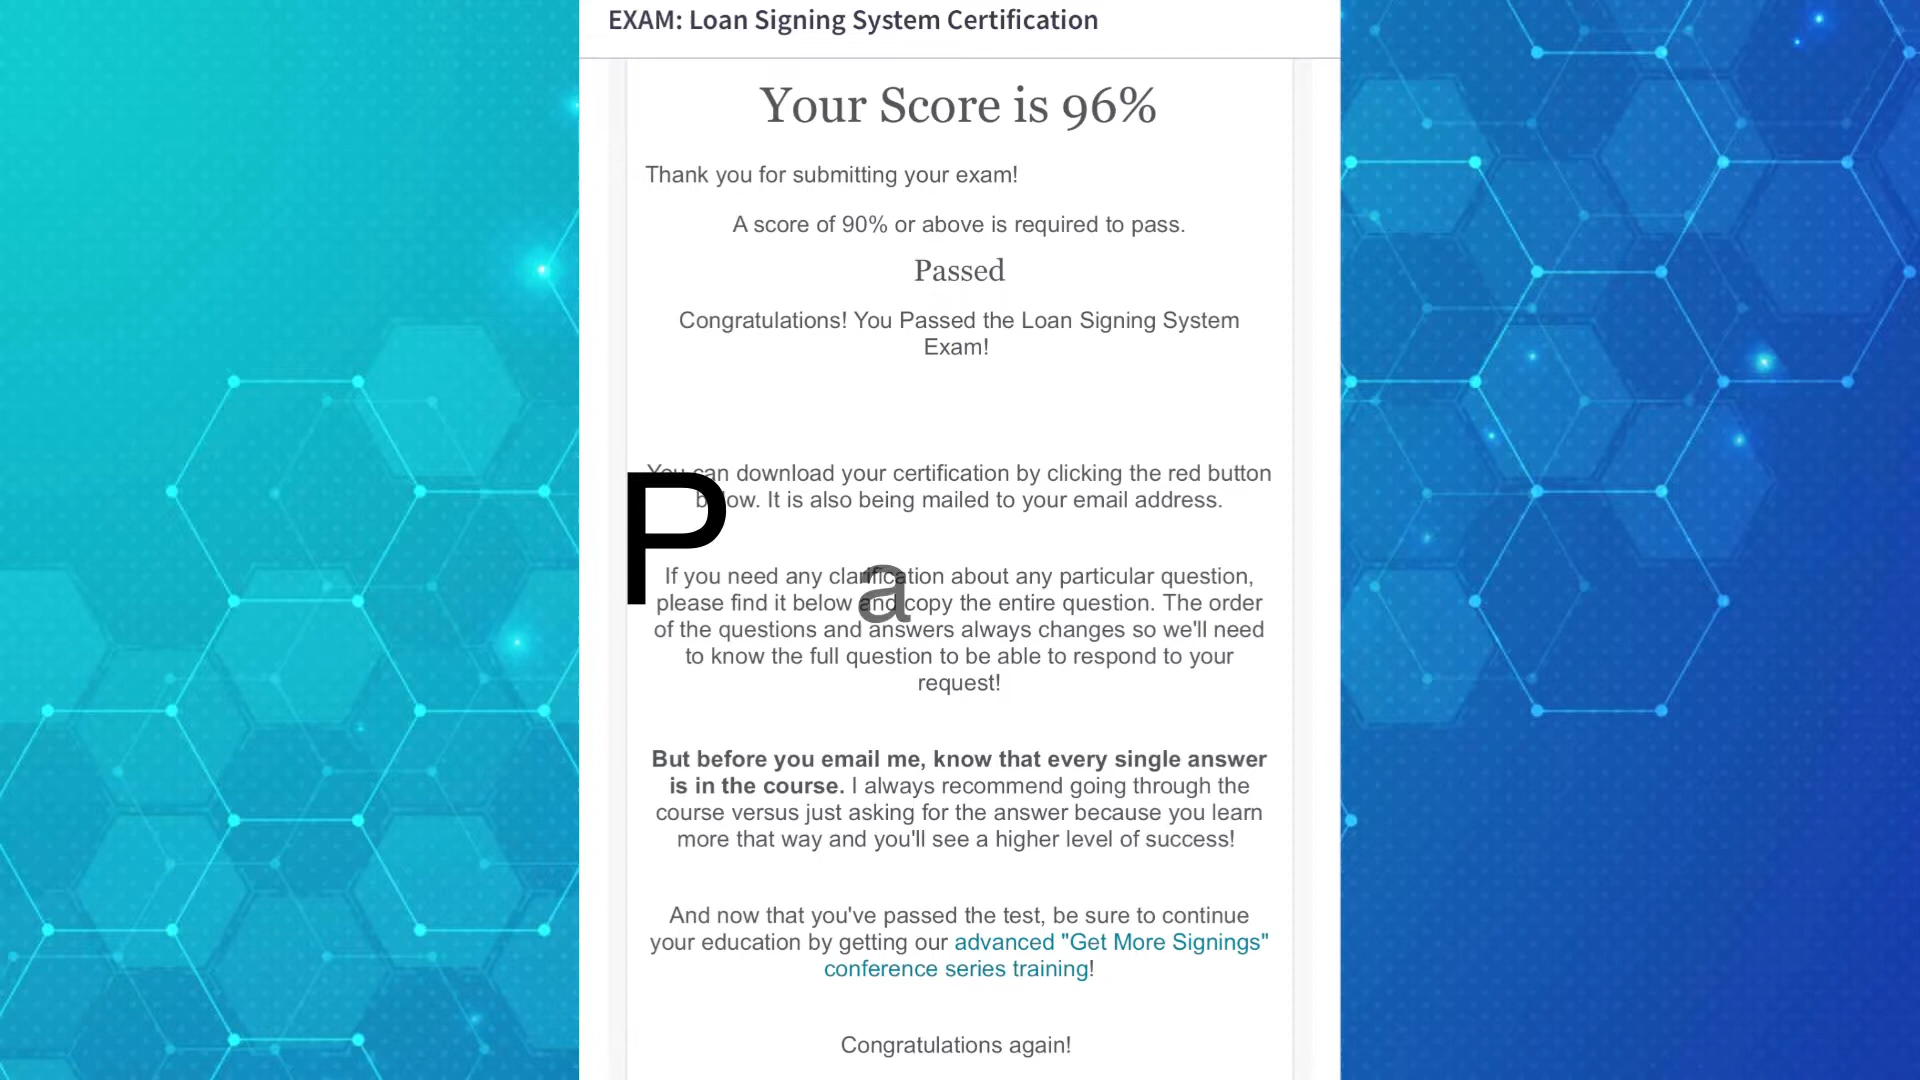 EXAM: Loan Signing System Certification
Your Score is 96%
Thank you for submitting your exam!
A score of 90% or above is required to pass.
Passed
Congratulations! You Passed the Loan Signing System
Exam!
You can download your certification by clicking the red button
below. It is also being mailed to your email address.
P
a
If you need any clarification about any particular question,
please find it below and copy the entire question. The order
of the questions and answers always changes so we'll need
to know the full question to be able to respond to your
request!
But before you email me, know that every single answer
is in the course. I always recommend going through the
course versus just asking for the answer because you learn
more that way and you'll see a higher level of success!
And now that you've passed the test, be sure to continue
your education by getting our advanced "Get More Signings"
conference series training!
Congratulations again!